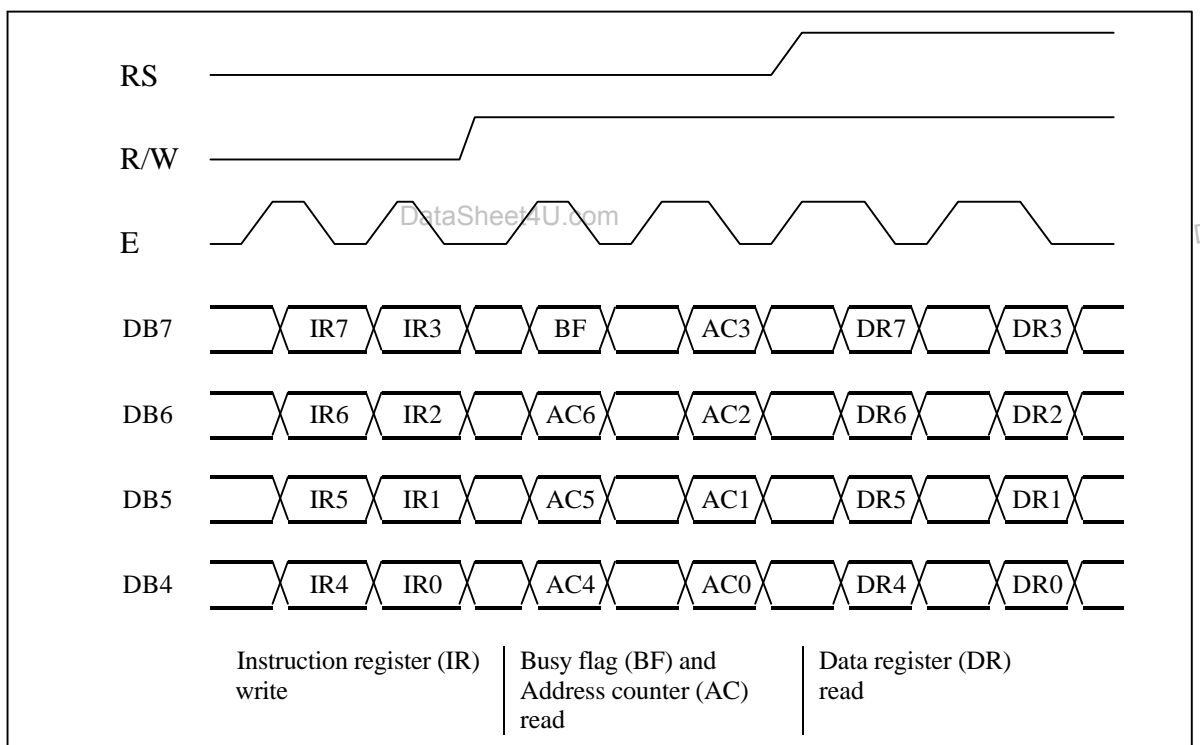 RS
R/W
DataSheet4U.com
E
DB7 IR7 IR3 BF AC3 DR7 DR3
DB6 IR6 IR2 AC6 AC2 DR6 DR2
DB5 IR5 IR1 AC5 AC1 DR5 DR1
DB4 IR4 IR0 AC4 AC0 DR4 DR0
Instruction register (IR)
write
Busy flag (BF) and
Address counter (AC)
read
Data register (DR)
read